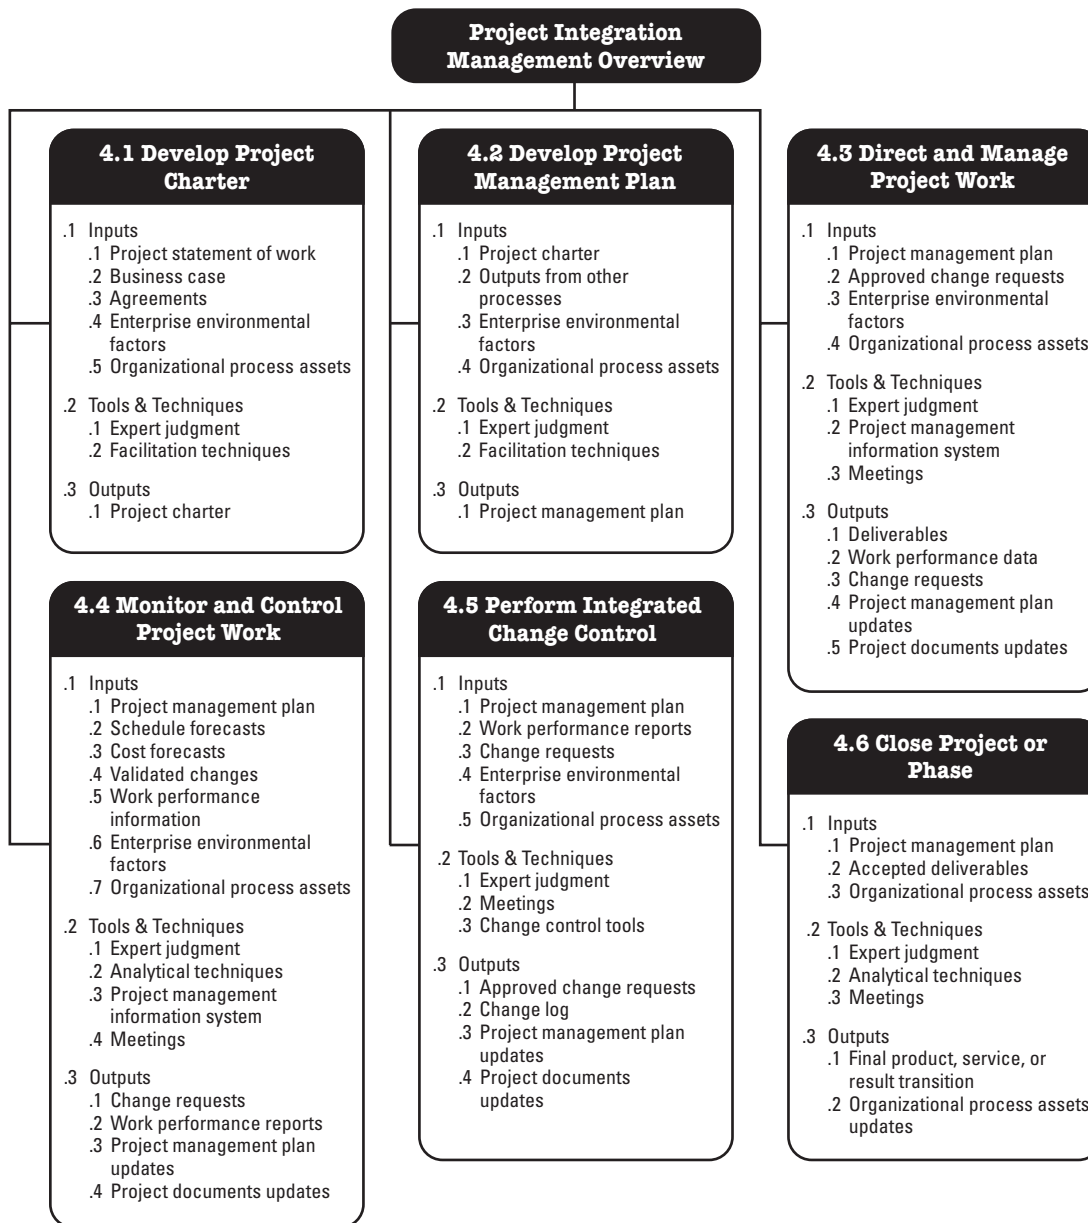 Project Integration
Management Overview
4.1 Develop Project
Charter
.1 Inputs
.1 Project statement of work
.2 Business case
.3 Agreements
.4 Enterprise environmental
factors
.5 Organizational process assets
.2 Tools & Techniques
.1 Expert judgment
.2 Facilitation techniques
.3 Outputs
.1 Project charter
4.2 Develop Project
Management Plan
.1 Inputs
.1 Project charter
.2 Outputs from other
processes
.3 Enterprise environmental
factors
.4 Organizational process assets
.2 Tools & Techniques
.1 Expert judgment
.2 Facilitation techniques
.3 Outputs
.1 Project management plan
4.3 Direct and Manage
Project Work
.1 Inputs
.1 Project management plan
.2 Approved change requests
.3 Enterprise environmental
factors
.4 Organizational process assets
.2 Tools & Techniques
.1 Expert judgment
.2 Project management
information system
.3 Meetings
.3 Outputs
.1 Deliverables
.2 Work performance data
.3 Change requests
.4 Project management plan
updates
.5 Project documents updates
4.4 Monitor and Control
Project Work
.1 Inputs
.1 Project management plan
.2 Schedule forecasts
.3 Cost forecasts
.4 Validated changes
.5 Work performance
information
.6 Enterprise environmental
factors
.7 Organizational process assets
.2 Tools & Techniques
.1 Expert judgment
.2 Analytical techniques
.3 Project management
information system
.4 Meetings
.3 Outputs
.1 Change requests
.2 Work performance reports
.3 Project management plan
updates
.4 Project documents updates
4.5 Perform Integrated
Change Control
.1 Inputs
.1 Project management plan
.2 Work performance reports
.3 Change requests
.4 Enterprise environmental
factors
.5 Organizational process assets
.2 Tools & Techniques
.1 Expert judgment
.2 Meetings
.3 Change control tools
.3 Outputs
.1 Approved change requests
.2 Change log
.3 Project management plan
updates
.4 Project documents
updates
4.6 Close Project or
Phase
.1 Inputs
.1 Project management plan
.2 Accepted deliverables
.3 Organizational process assets
.2 Tools & Techniques
.1 Expert judgment
.2 Analytical techniques
.3 Meetings
.3 Outputs
.1 Final product, service, or
result transition
.2 Organizational process assets
updates